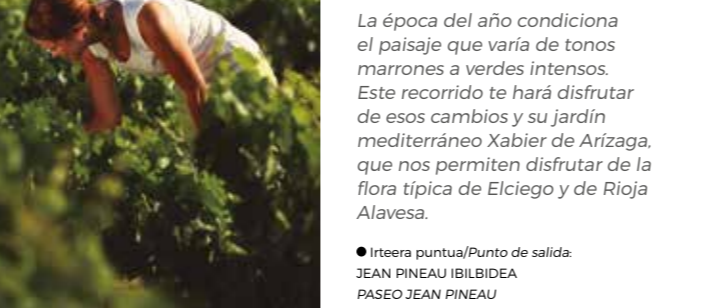 La época del año condiciona
el paisaje que varía de tonos
marrones a verdes intensos.
Este recorrido te hará disfrutar
de esos cambios y su jardín
mediterráneo Xabier de Arízaga,
que nos permiten disfrutar de la
flora típica de Elciego y de Rioja
Alavesa.
● Irteera puntua/Punto de salida:
JEAN PINEAU IBILBIDEA
PASEO JEAN PINEAU